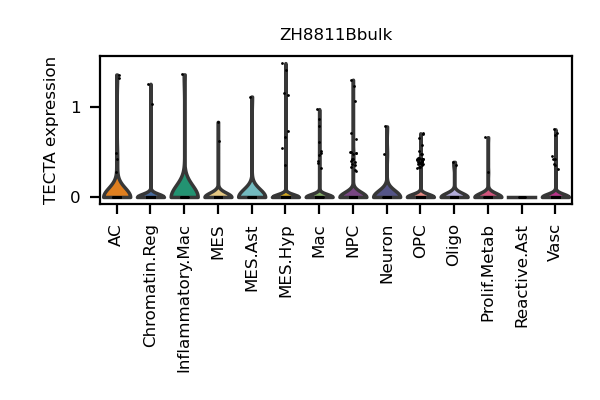 ZH8811Bbulk
TECTA expression
1
0
AC
Chromatin.Reg
Inflammatory.Mac
MES
MES.Ast
MES.Hyp
Mac
NPC
Neuron
OPC
Oligo
Prolif.Metab
Reactive.Ast
Vasc